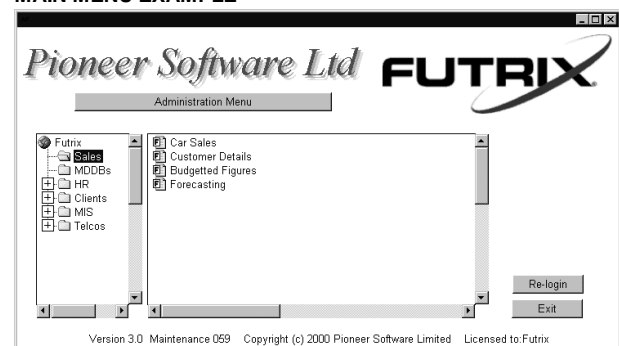 MAIN MENU EXAMPLE
Pioneer Software Ltd
FUTRIX
Administration Menu
Futrix
Sales
MDDBs
HR
Clients
MIS
Telcos
Car Sales
Customer Details
Budgetted Figures
Forecasting
Re-login
Exit
Version 3.0 Maintenance 059 Copyright (c) 2000 Pioneer Software Limited Licensed to:Futrix